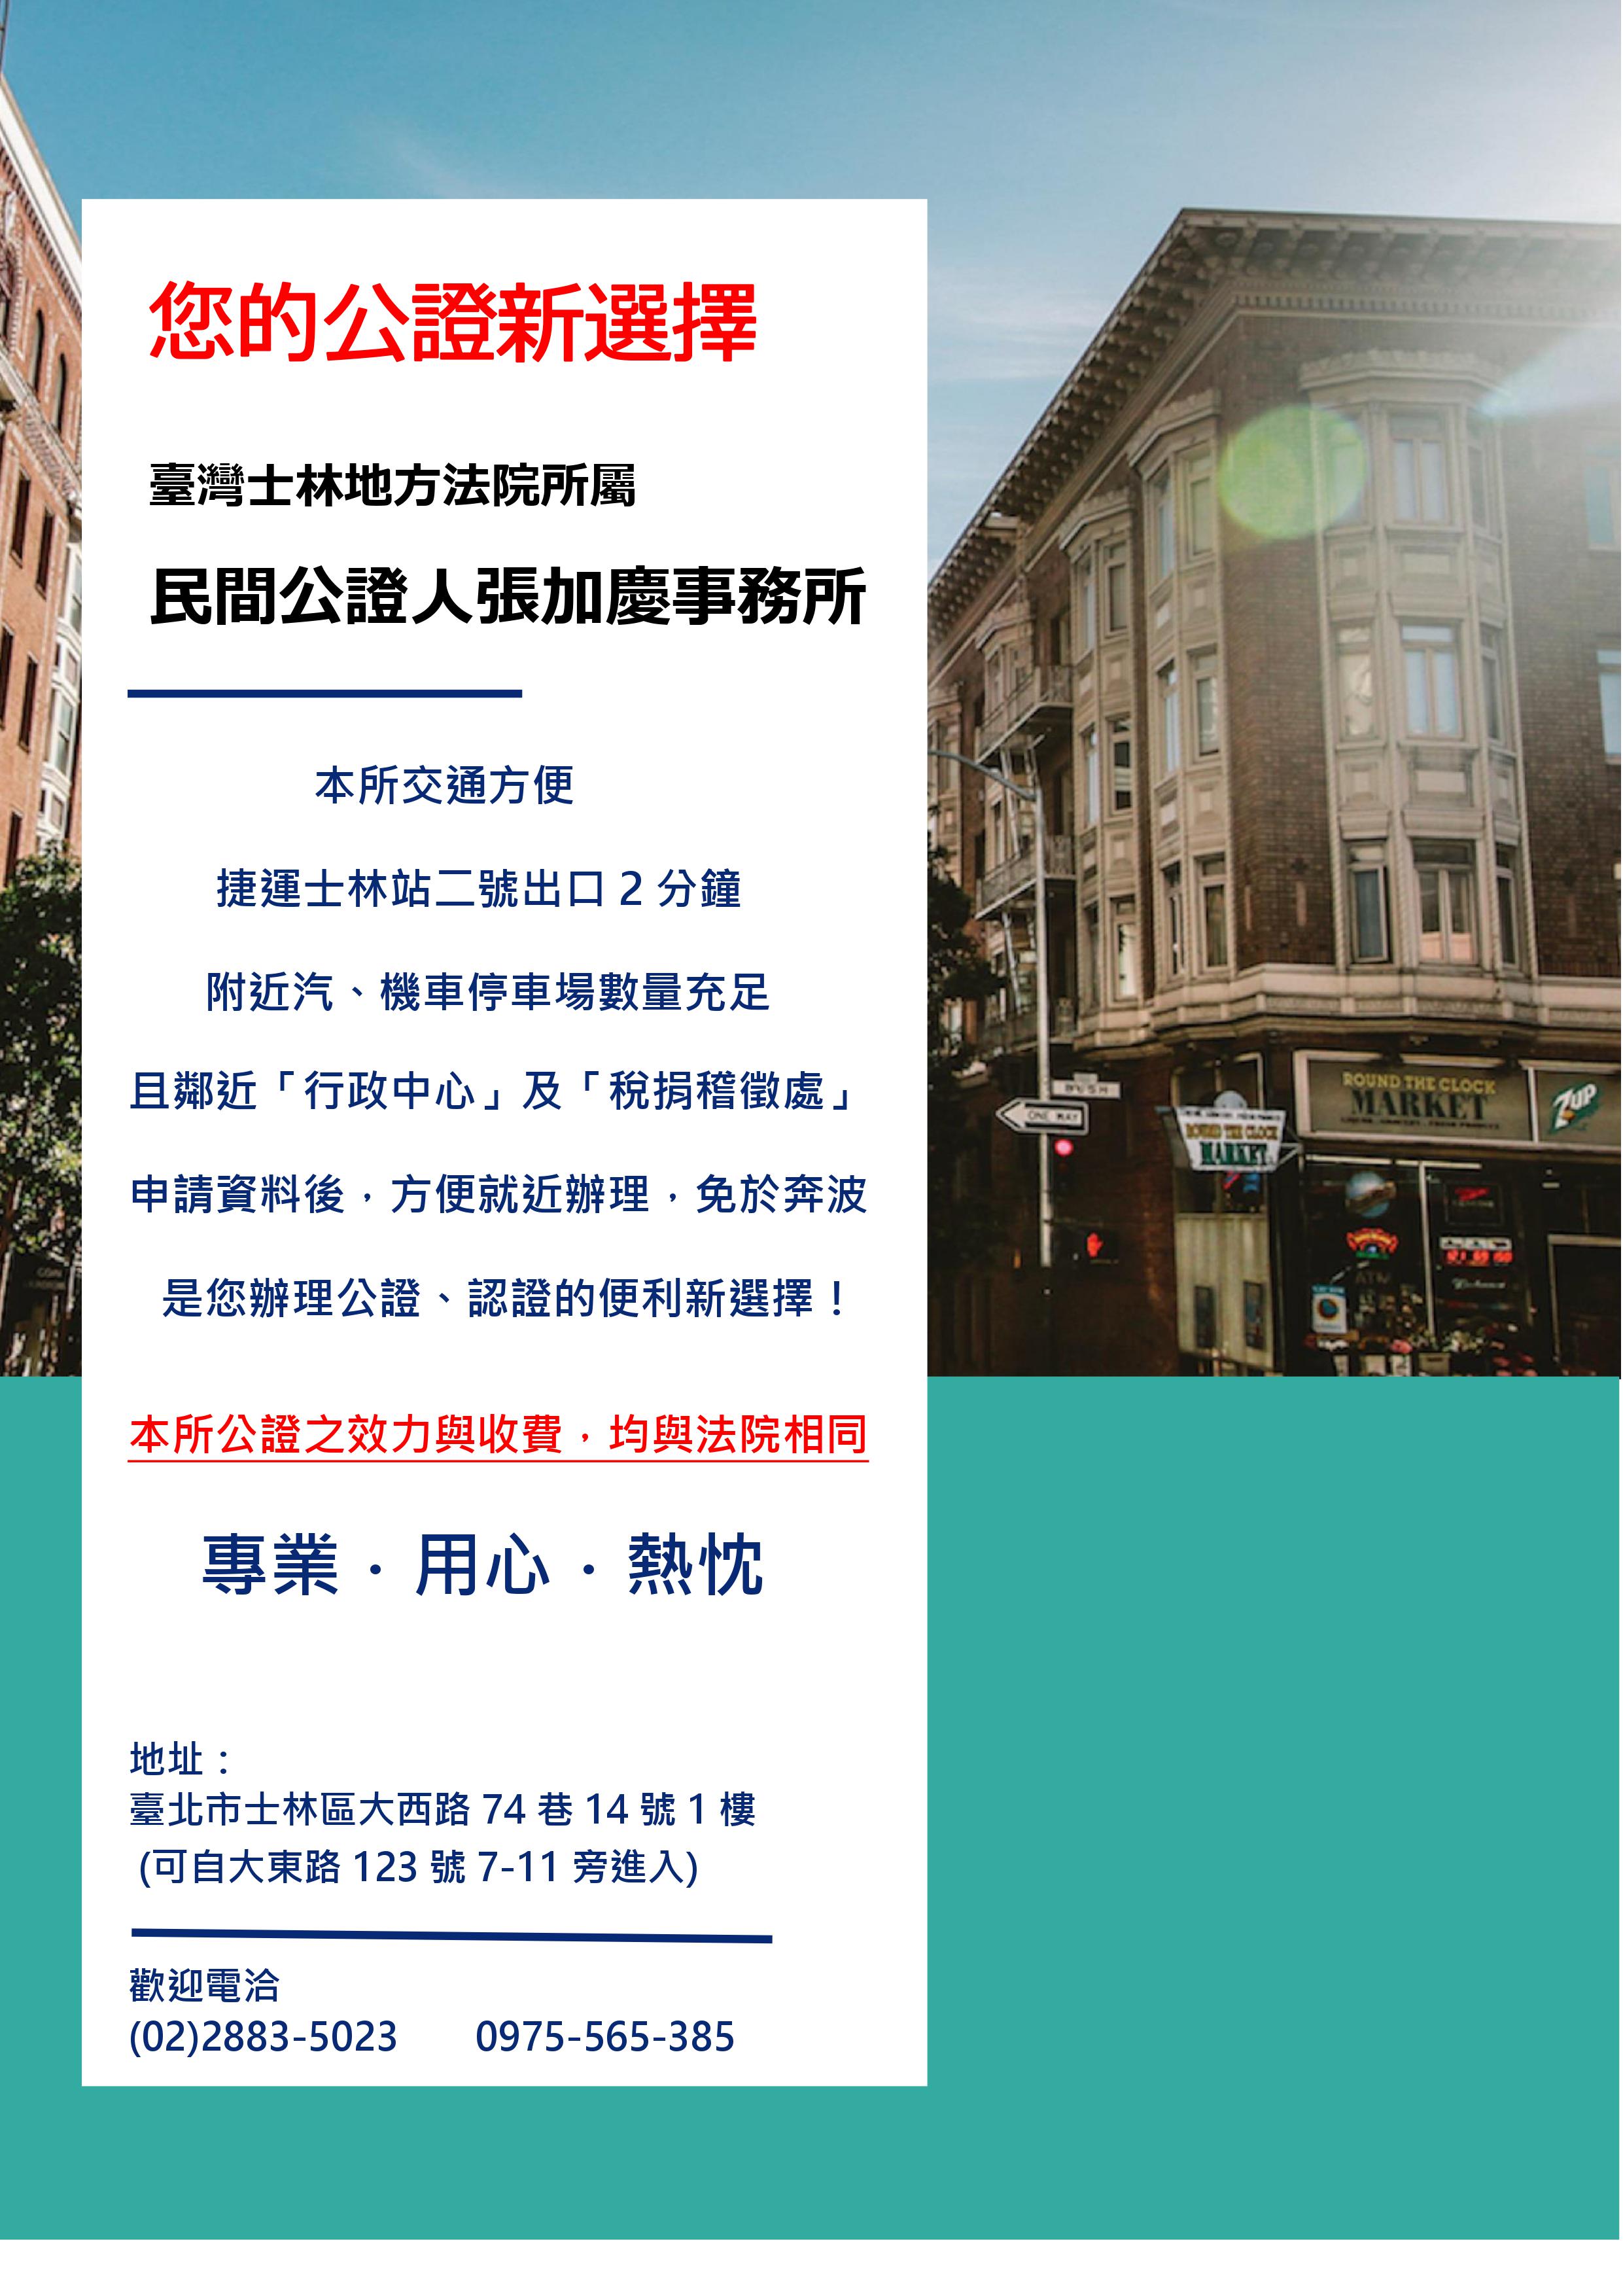 您的公證新選擇
臺灣士林地方法院所屬
民間公證人張加慶事務所
本所交通方便
捷運士林站二號出口 2 分鐘
附近汽、機車停車場數量充足
且鄰近「行政中心」及「稅捐稽徵處」
申請資料後，方便就近辦理，免於奔波
是您辦理公證、認證的便利新選擇！
本所公證之效力與收費，均與法院相同
專業．用心．熱忱
地址：
臺北市士林區大西路 74 巷 14 號 1 樓
(可自大東路 123 號 7-11 旁進入)
歡迎電洽
(02)2883-5023 0975-565-385
BUSH
ONE WAY
ROUND THE CLOCK
MARKET
ROUND THE CLOCK
MARKET
7UP
ATM